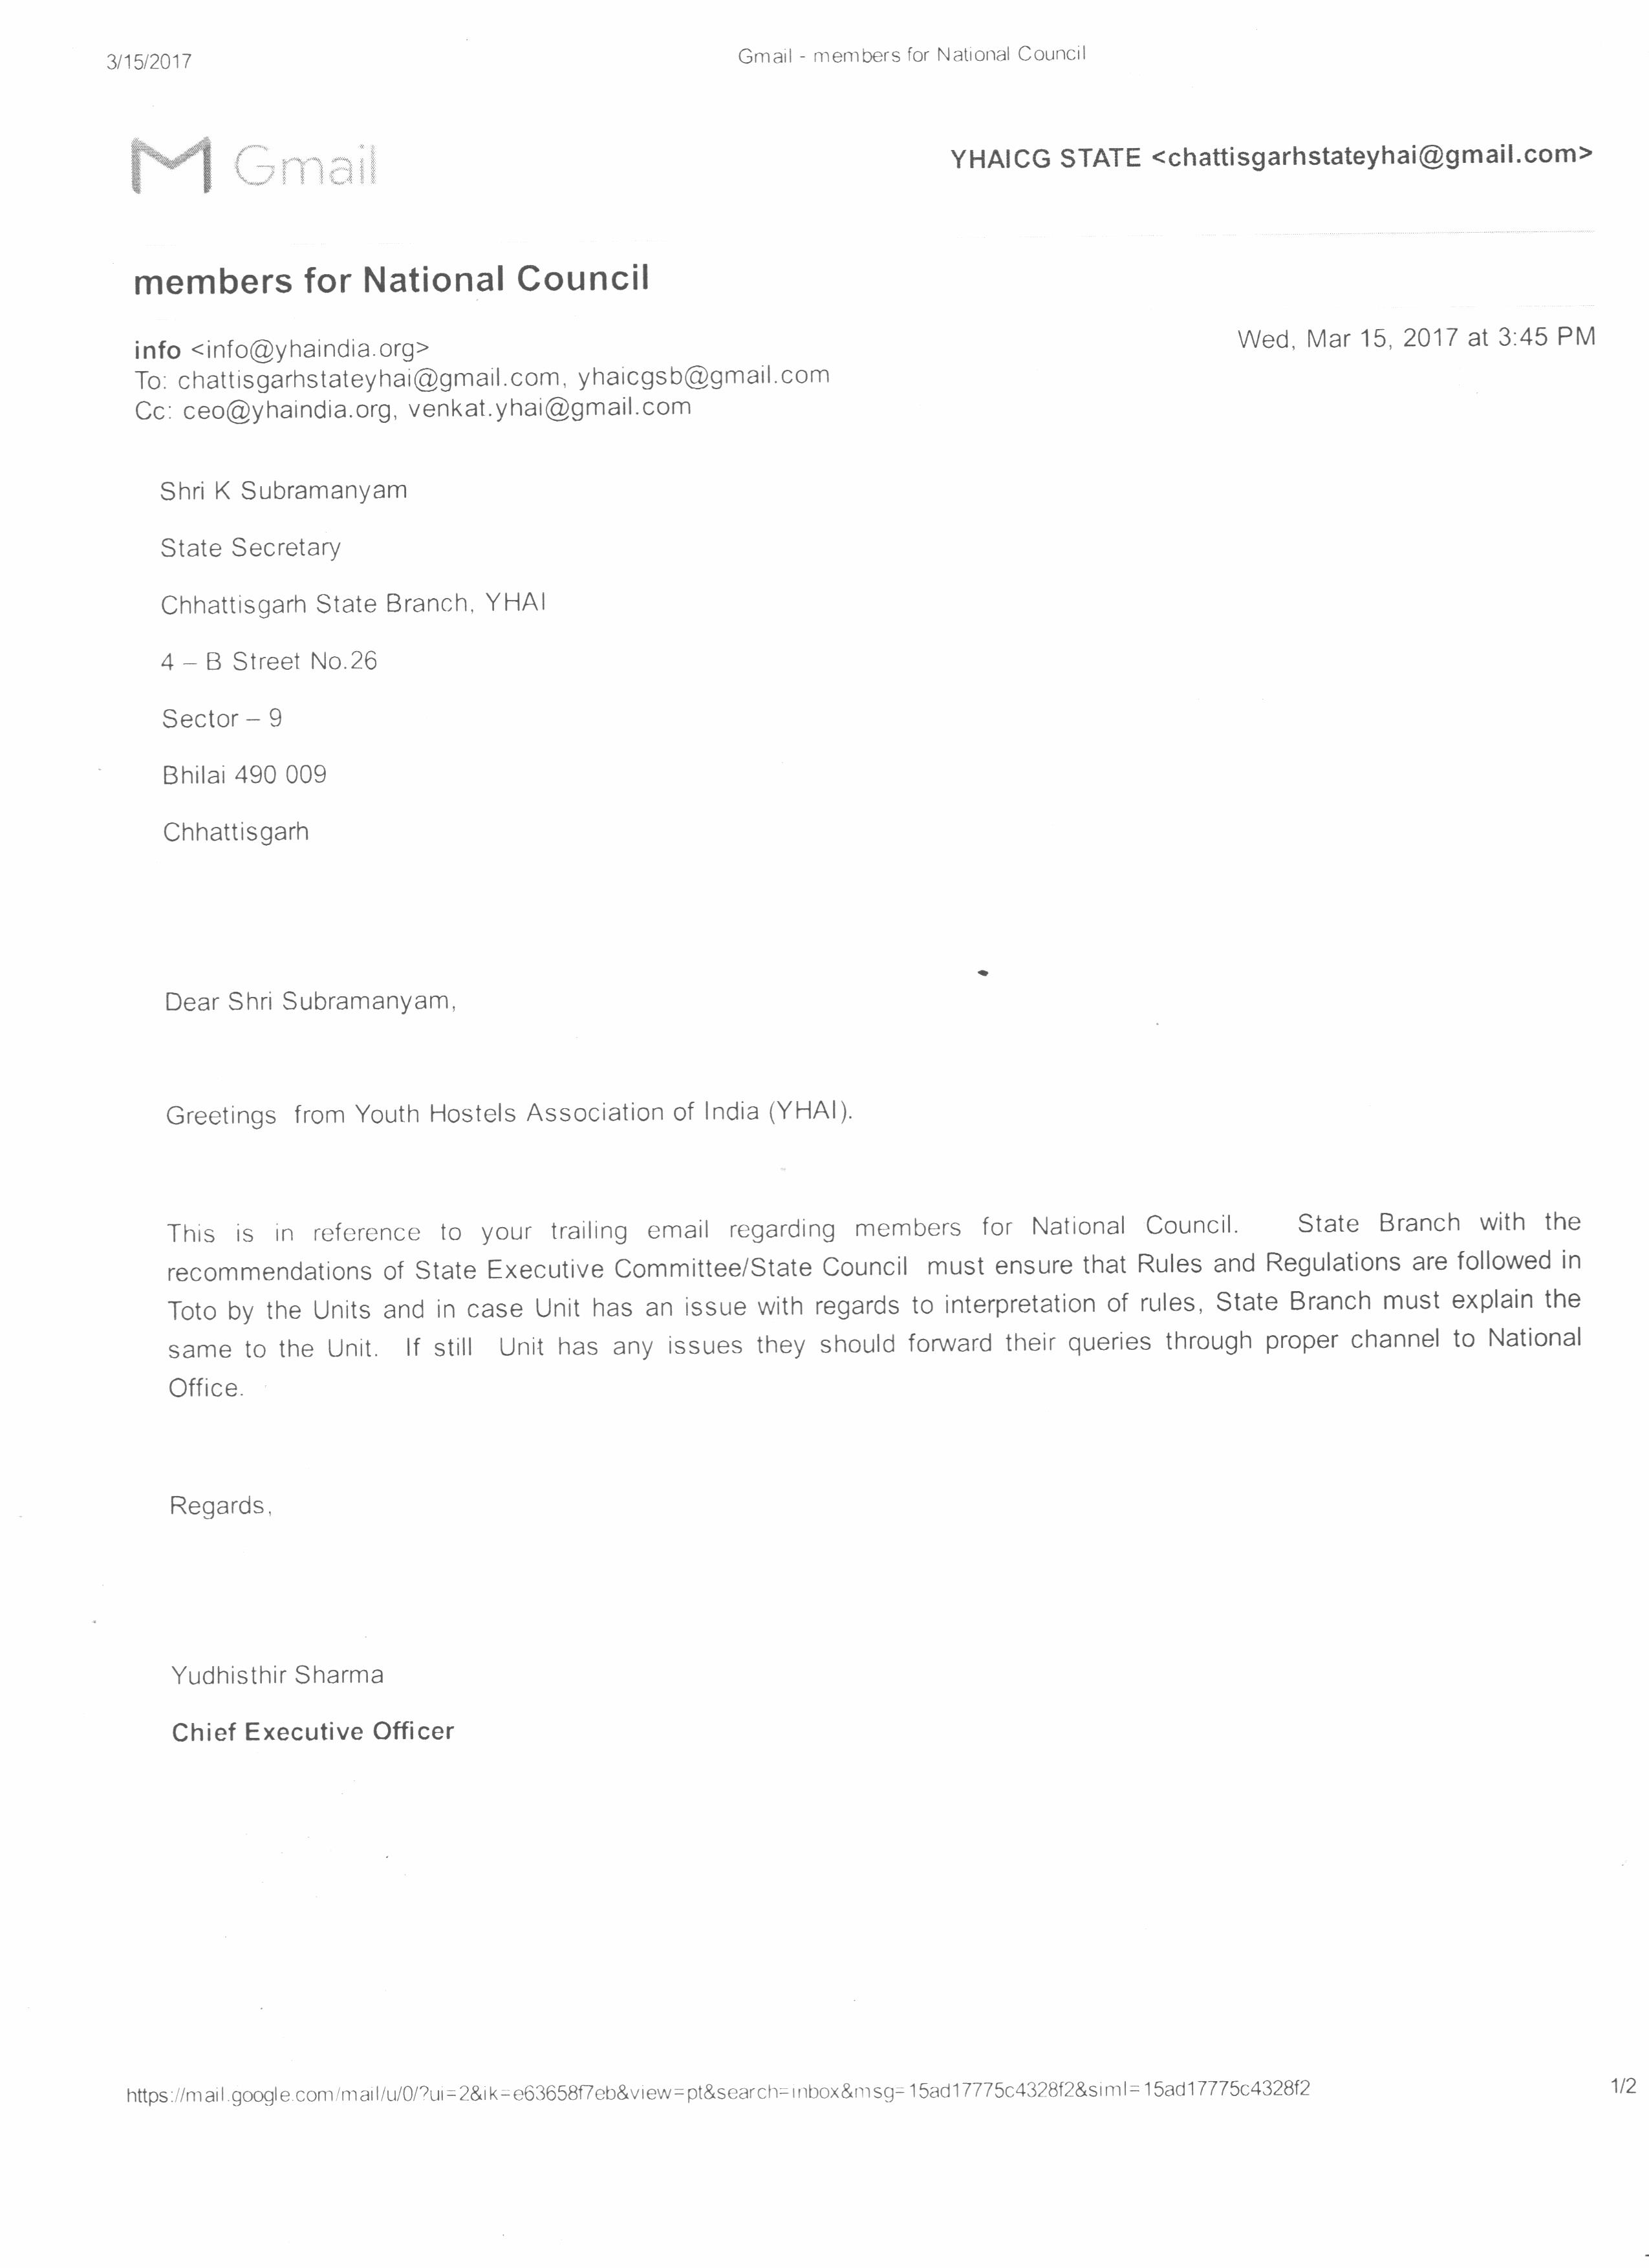 3/15/2017
Gmail - members for National Council
M Gmail
YHAICG STATE <chattisgarhstateyhai@gmail.com>
members for National Council
info <info@yhaindia.org>
Wed, Mar 15, 2017 at 3:45 PM
To: chattisgarhstateyhai@gmail.com, yhaicgsb@gmail.com
Cc: ceo@yhaindia.org, venkat.yhai@gmail.com
Shri K Subramanyam
State Secretary
Chhattisgarh State Branch, YHAI
4 – B Street No.26
Sector – 9
Bhilai 490 009
Chhattisgarh
Dear Shri Subramanyam,
Greetings from Youth Hostels Association of India (YHAI).
This is in reference to your trailing email regarding members for National Council. State Branch with the
recommendations of State Executive Committee/State Council must ensure that Rules and Regulations are followed in
Toto by the Units and in case Unit has an issue with regards to interpretation of rules, State Branch must explain the
same to the Unit. If still Unit has any issues they should forward their queries through proper channel to National
Office.
Regards,
Yudhisthir Sharma
Chief Executive Officer
https://mail.google.com/mail/u/0/?ui=2&ik=e63658f7eb&view=pt&search=inbox&msg=15ad17775c4328f2&siml=15ad17775c4328f2
1/2